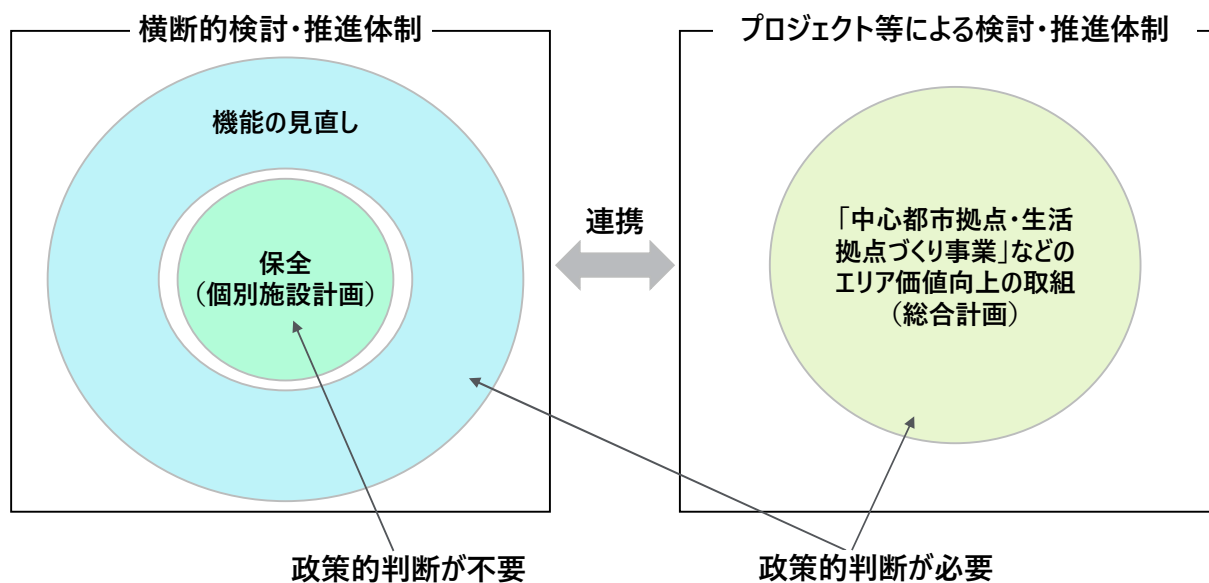 横断的検討・推進体制
機能の見直し
保全
（個別施設計画）
連携
プロジェクト等による検討・推進体制
「中心都市拠点・生活
拠点づくり事業」などの
エリア価値向上の取組
（総合計画）
政策的判断が不要
政策的判断が必要